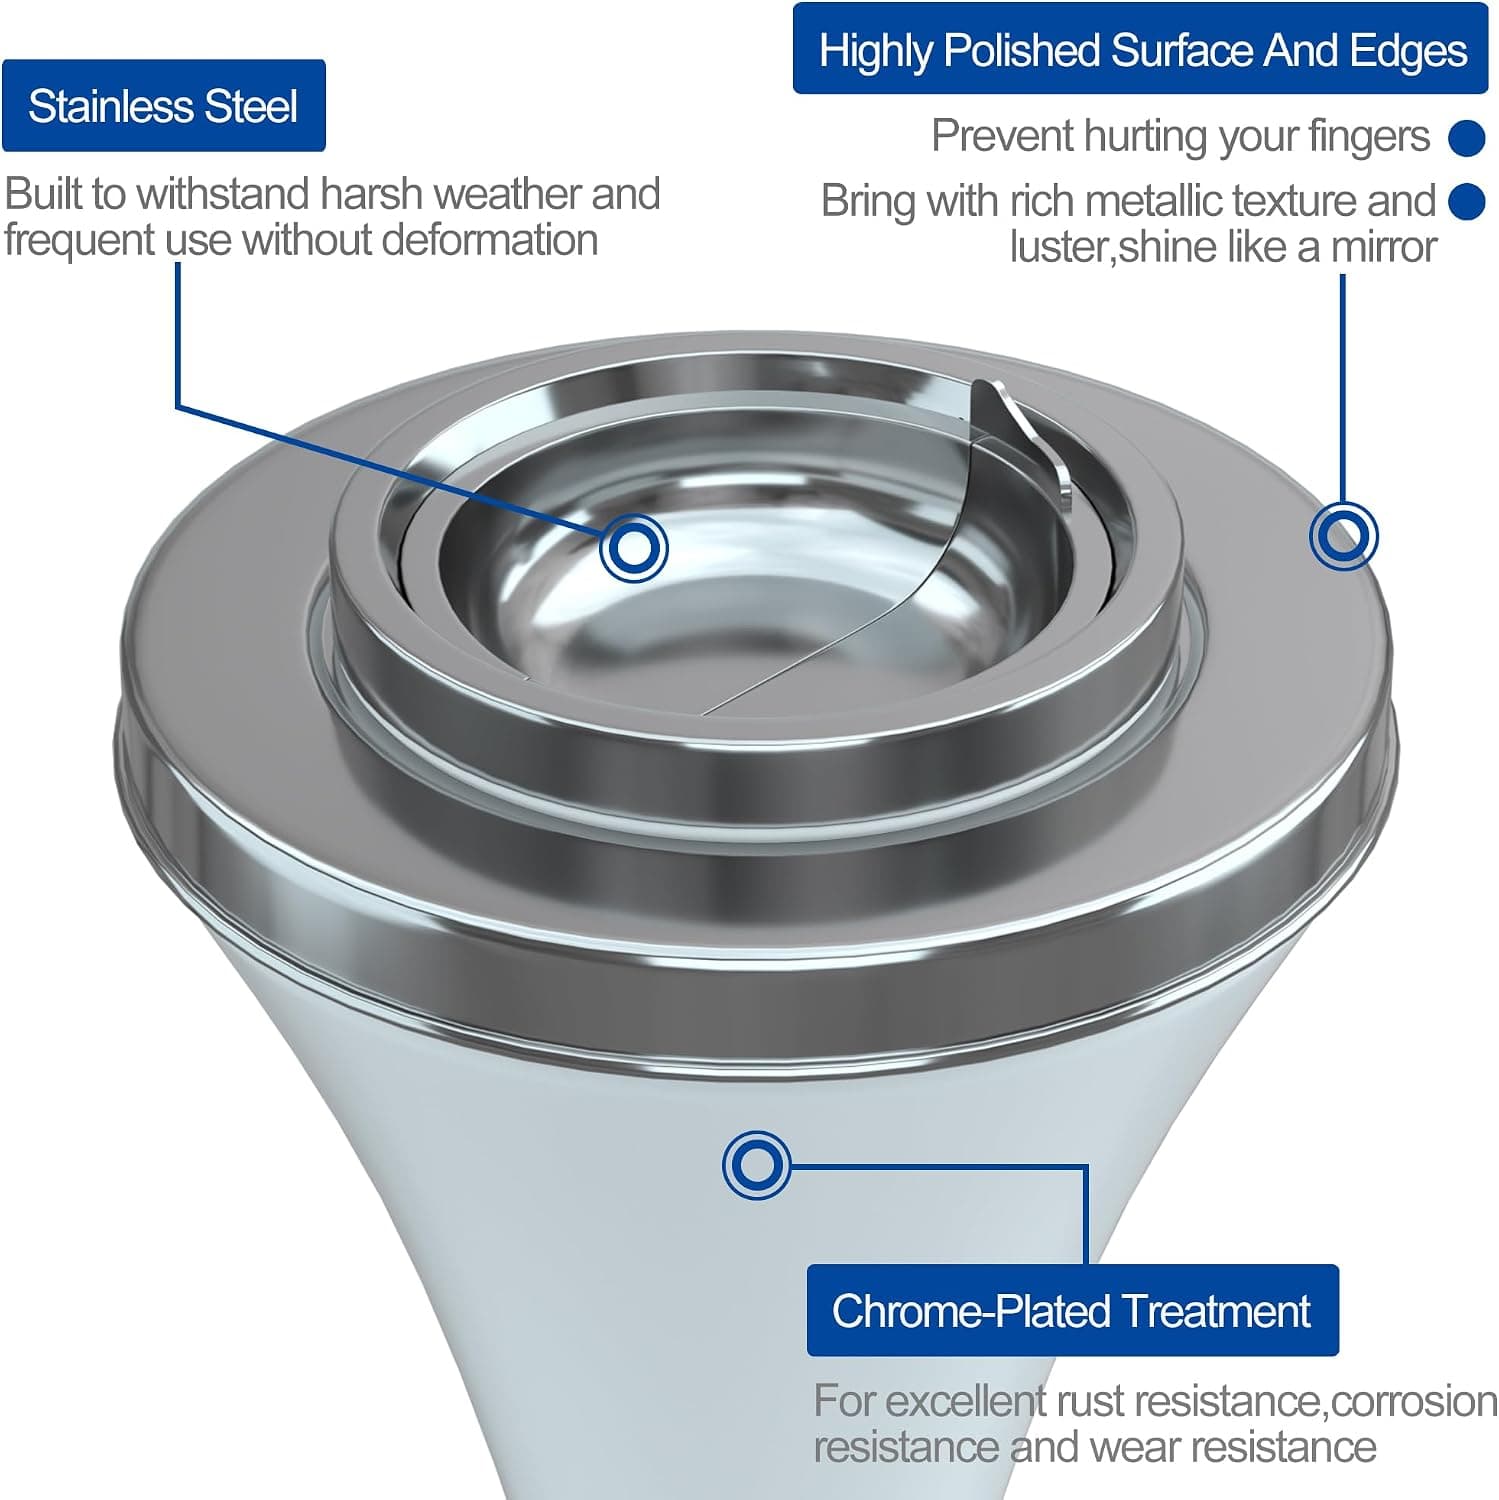 Stainless Steel
Built to withstand harsh weather and
frequent use without deformation
Highly Polished Surface And Edges
Prevent hurting your fingers
Bring with rich metallic texture and
luster,shine like a mirror
Chrome-Plated Treatment
For excellent rust resistance,corrosion
resistance and wear resistance